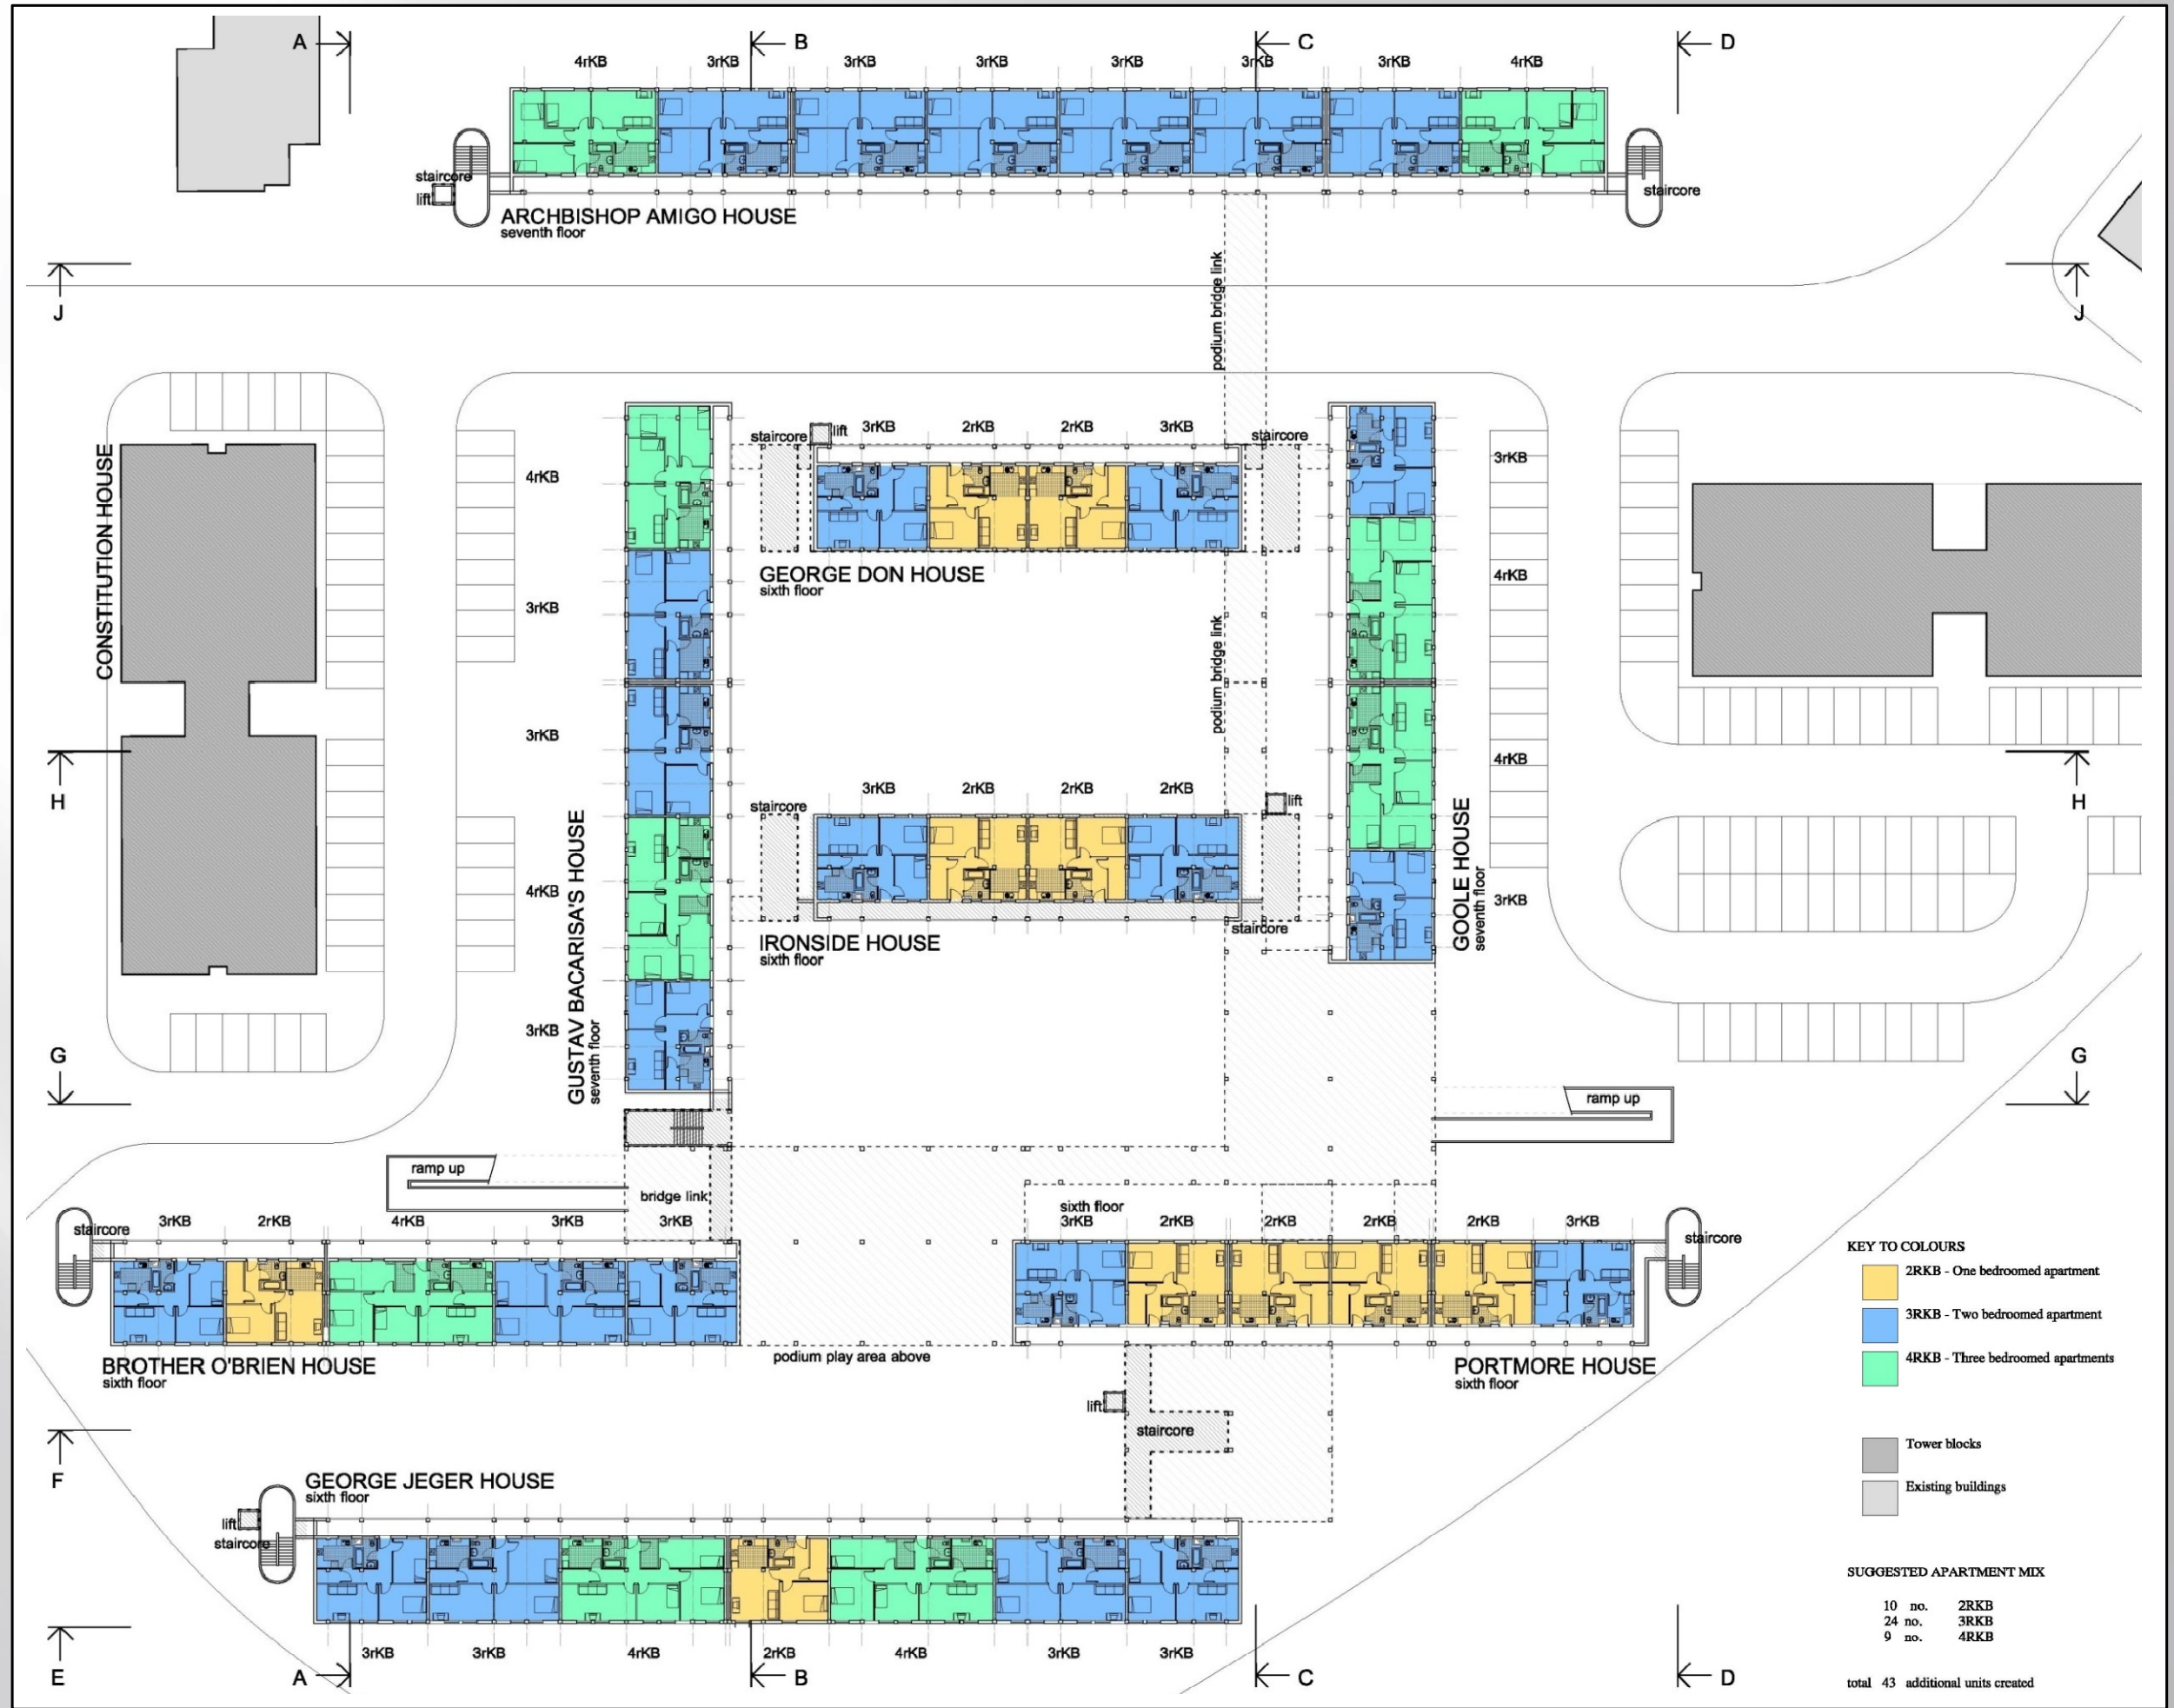 A
B
C
D
4rKB 3rKB 3rKB 3rKB 3rKB 3rKB 3rKB 4rKB
staircore
lift
staircore
ARCHBISHOP AMIGO HOUSE
seventh floor
J
J
podium bridge link
CONSTITUTION HOUSE
staircore
lift
3rKB 2rKB 2rKB 3rKB
staircore
GEORGE DON HOUSE
sixth floor
4rKB
3rKB
3rKB
4rKB
3rKB
GUSTAV BACARISA'S HOUSE
seventh floor
podium bridge link
3rKB
4rKB
4rKB
3rKB
GOOLE HOUSE
seventh floor
H
H
staircore
3rKB 2rKB 2rKB 2rKB
lift
staircore
IRONSIDE HOUSE
sixth floor
G
G
ramp up
ramp up
bridge link
staircore
3rKB 2rKB 4rKB 3rKB 3rKB
BROTHER O'BRIEN HOUSE
sixth floor
podium play area above
sixth floor
3rKB 2rKB 2rKB 2rKB 2rKB 3rKB
staircore
PORTMORE HOUSE
sixth floor
lift
staircore
F
GEORGE JEGER HOUSE
sixth floor
lift
staircore
3rKB 3rKB 4rKB 2rKB 4rKB 3rKB 3rKB
E
A
B
C
D
KEY TO COLOURS
2RKB - One bedroomed apartment
3RKB - Two bedroomed apartment
4RKB - Three bedroomed apartments
Tower blocks
Existing buildings
SUGGESTED APARTMENT MIX
10 no. 2RKB
24 no. 3RKB
9 no. 4RKB
total 43 additional units created